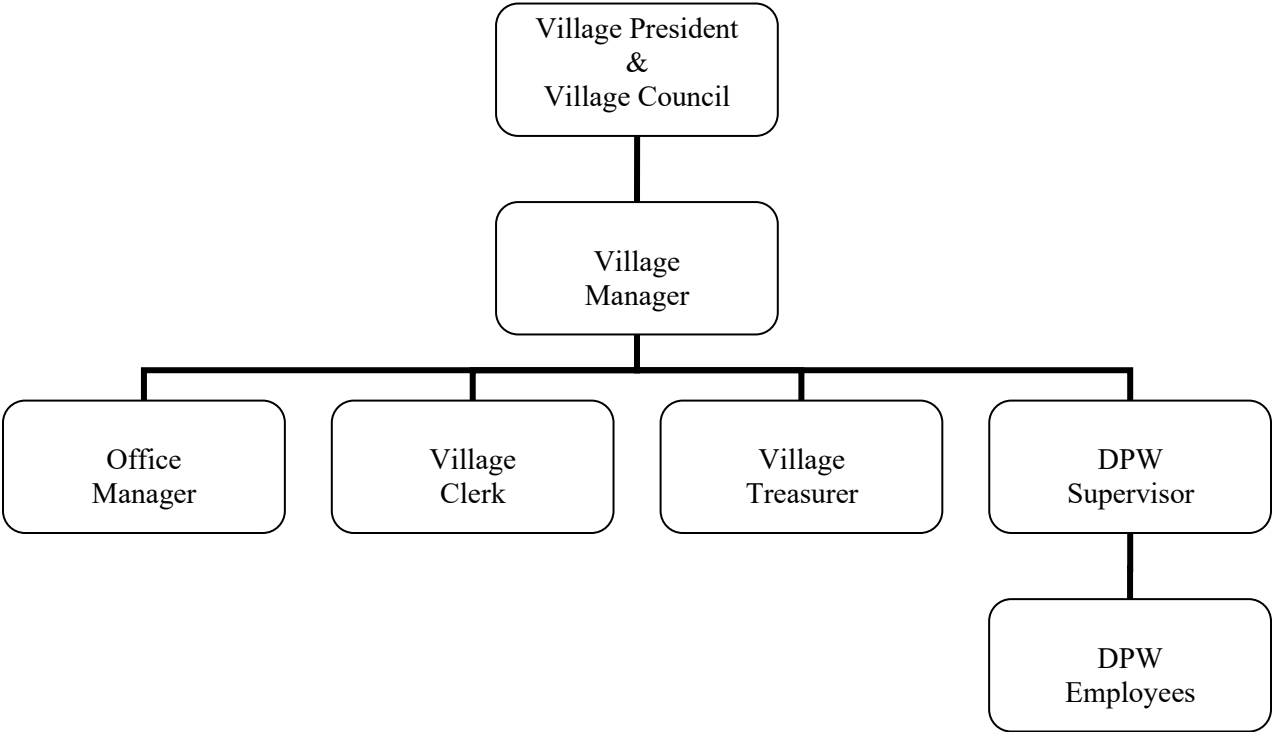 Village President
&
Village Council
Village
Manager
Office
Manager
Village
Clerk
Village
Treasurer
DPW
Supervisor
DPW
Employees